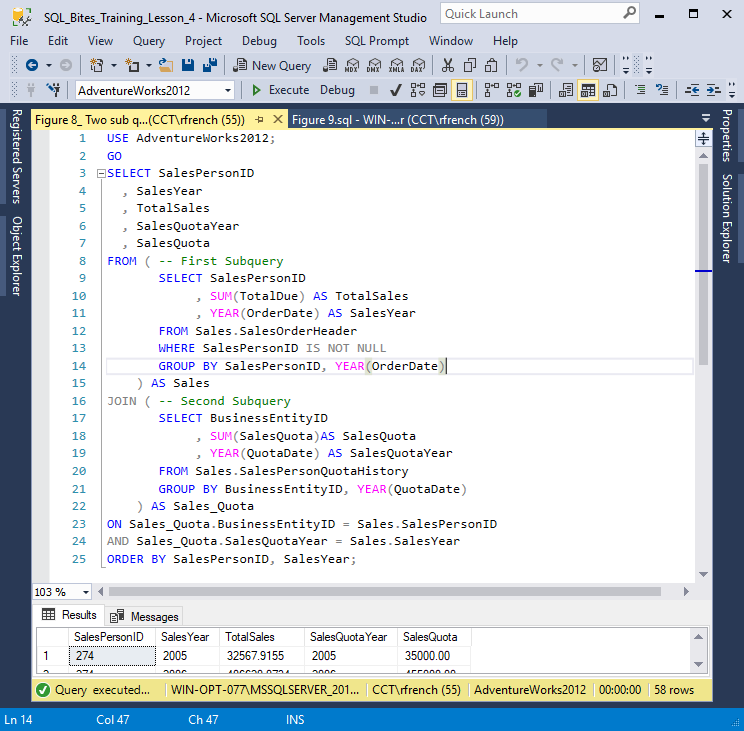 SQL_Bites_Training_Lesson_4 - Microsoft SQL Server Management Studio
Quick Launch
File Edit View Query Project Debug Tools SQL Prompt Window Help
New Query MDX DMX XMLA DAX
AdventureWorks2012 Execute Debug
Registered Servers
Object Explorer
Figure 8_ Two sub q...(CCT\rfrench (55)) Figure 9.sql - WIN-...r (CCT\rfrench (59))
1 USE AdventureWorks2012;
2 GO
3 SELECT SalesPersonID
4 , SalesYear
5 , TotalSales
6 , SalesQuotaYear
7 , SalesQuota
8 FROM ( -- First Subquery
9 SELECT SalesPersonID
10 , SUM(TotalDue) AS TotalSales
11 , YEAR(OrderDate) AS SalesYear
12 FROM Sales.SalesOrderHeader
13 WHERE SalesPersonID IS NOT NULL
14 GROUP BY SalesPersonID, YEAR(OrderDate)
15 ) AS Sales
16 JOIN ( -- Second Subquery
17 SELECT BusinessEntityID
18 , SUM(SalesQuota)AS SalesQuota
19 , YEAR(QuotaDate) AS SalesQuotaYear
20 FROM Sales.SalesPersonQuotaHistory
21 GROUP BY BusinessEntityID, YEAR(QuotaDate)
22 ) AS Sales_Quota
23 ON Sales_Quota.BusinessEntityID = Sales.SalesPersonID
24 AND Sales_Quota.SalesQuotaYear = Sales.SalesYear
25 ORDER BY SalesPersonID, SalesYear;
Properties
Solution Explorer
103 %
Results Messages
SalesPersonID SalesYear TotalSales SalesQuotaYear SalesQuota
1 274 2005 32567.9155 2005 35000.00
Query executed... WIN-OPT-077\MSSQLSERVER_201... CCT\rfrench (55) AdventureWorks2012 00:00:00 58 rows
Ln 14 Col 47 Ch 47 INS